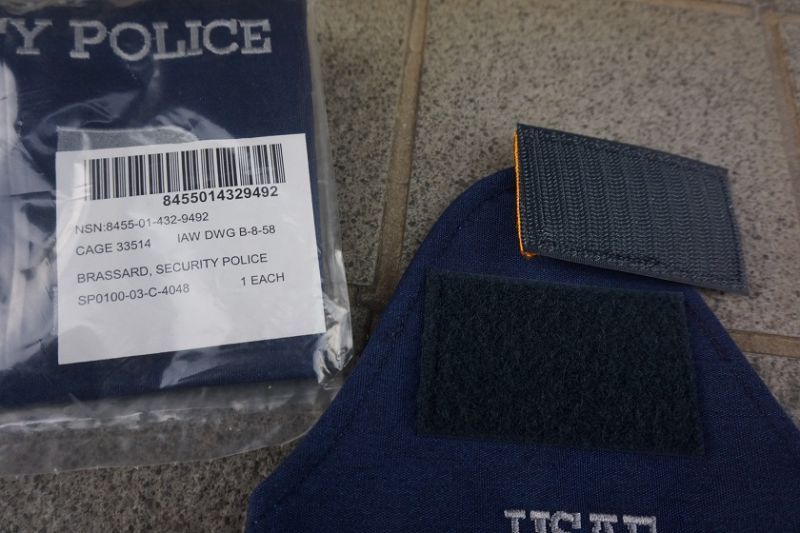 POLICE
8455014329492
NSN:8455-01-432-9492
CAGE 33514 IAW DWG B-8-58
BRASSARD, SECURITY POLICE
SP0100-03-C-4048 1 EACH
USAF